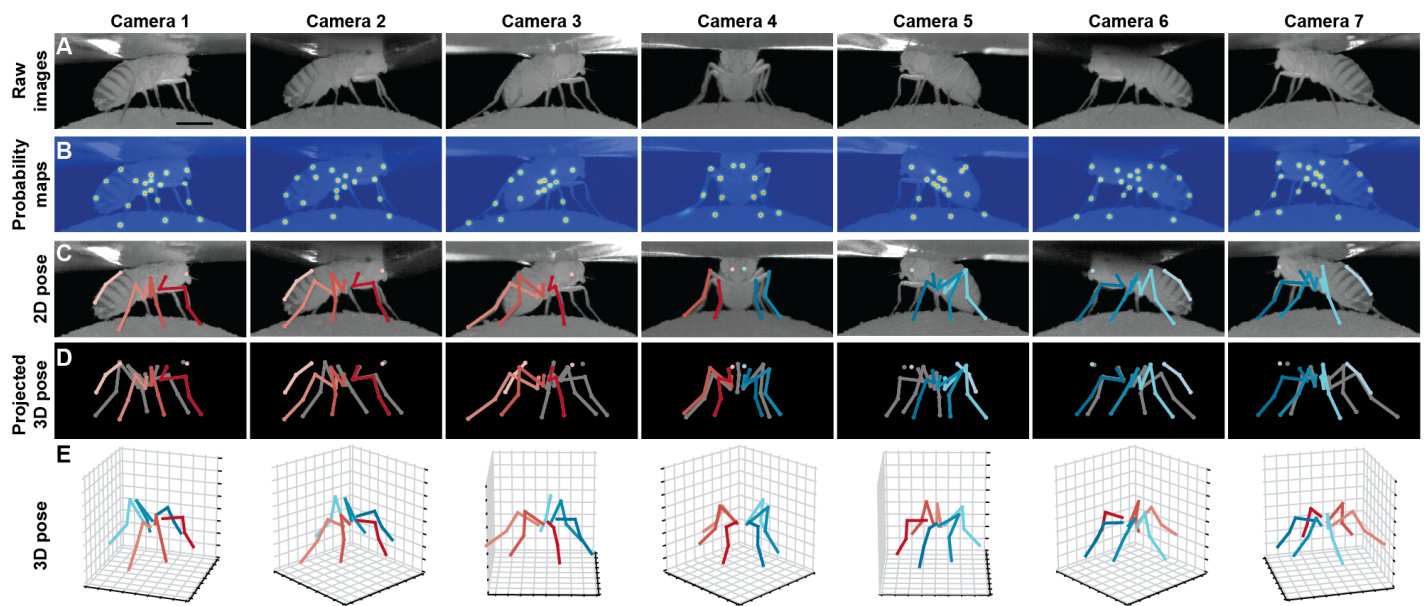 Camera 1 Camera 2 Camera 3 Camera 4 Camera 5 Camera 6 Camera 7
A
Raw
images
B
Probability
maps
C
2D pose
D
Projected
3D pose
E
3D pose